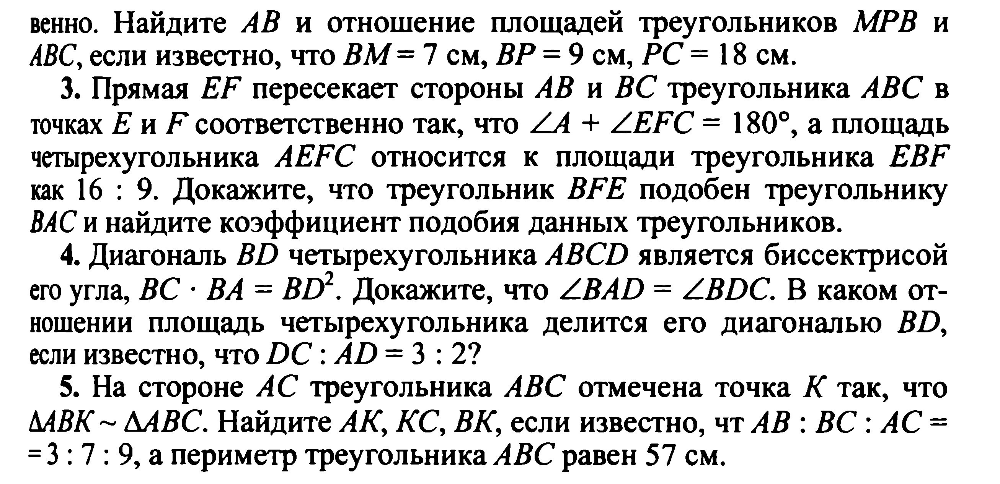 венно. Найдите AB и отношение площадей треугольников MPB и
ABC, если известно, что BM = 7 см, BP = 9 см, PC = 18 см.
3. Прямая EF пересекает стороны AB и BC треугольника ABC в
точках E и F соответственно так, что ∠A + ∠EFC = 180°, а площадь
четырехугольника AEFC относится к площади треугольника EBF
как 16 : 9. Докажите, что треугольник BFE подобен треугольнику
BAC и найдите коэффициент подобия данных треугольников.
4. Диагональ BD четырехугольника ABCD является биссектрисой
его угла, BC · BA = BD². Докажите, что ∠BAD = ∠BDC. В каком от-
ношении площадь четырехугольника делится его диагональю BD,
если известно, что DC : AD = 3 : 2?
5. На стороне AC треугольника ABC отмечена точка K так, что
ΔABK ~ ΔABC. Найдите AK, KC, BK, если известно, чт AB : BC : AC =
= 3 : 7 : 9, а периметр треугольника ABC равен 57 см.